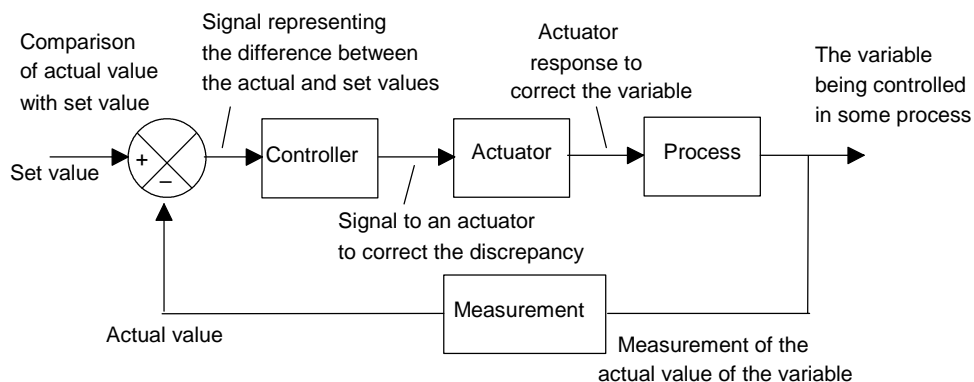 Comparison
of actual value
with set value
Signal representing
the difference between
the actual and set values
Actuator
response to
correct the variable
The variable
being controlled
in some process
Set value
+
–
Controller
Actuator
Process
Signal to an actuator
to correct the discrepancy
Measurement
Actual value
Measurement of the
actual value of the variable